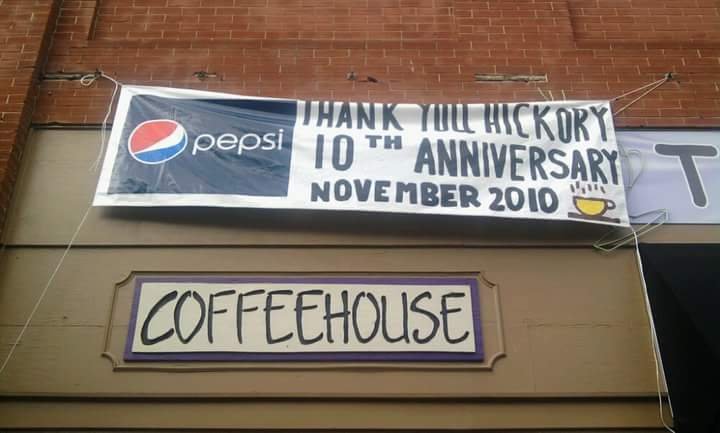 pepsi
THANK YOU HICKORY
10TH ANNIVERSARY
NOVEMBER 2010
T
COFFEEHOUSE